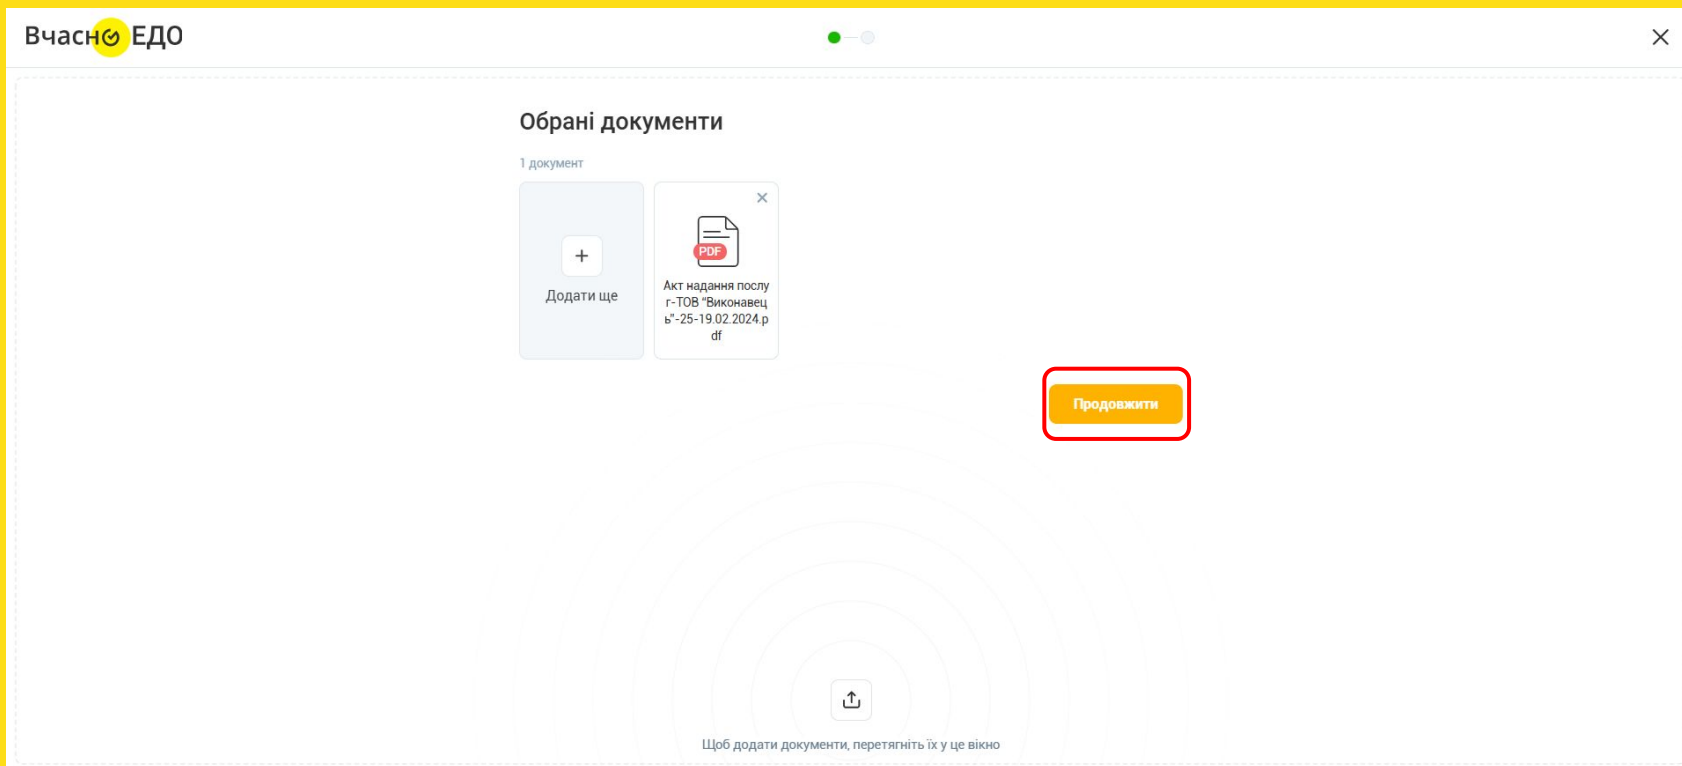 Вчасно ЕДО
Обрані документи
1 документ
PDF
Додати ще
Акт надання послу
г-ТОВ "Виконавец
ь"-25-19.02.2024.p
df
Продовжити
Щоб додати документи, перетягніть їх у це вікно